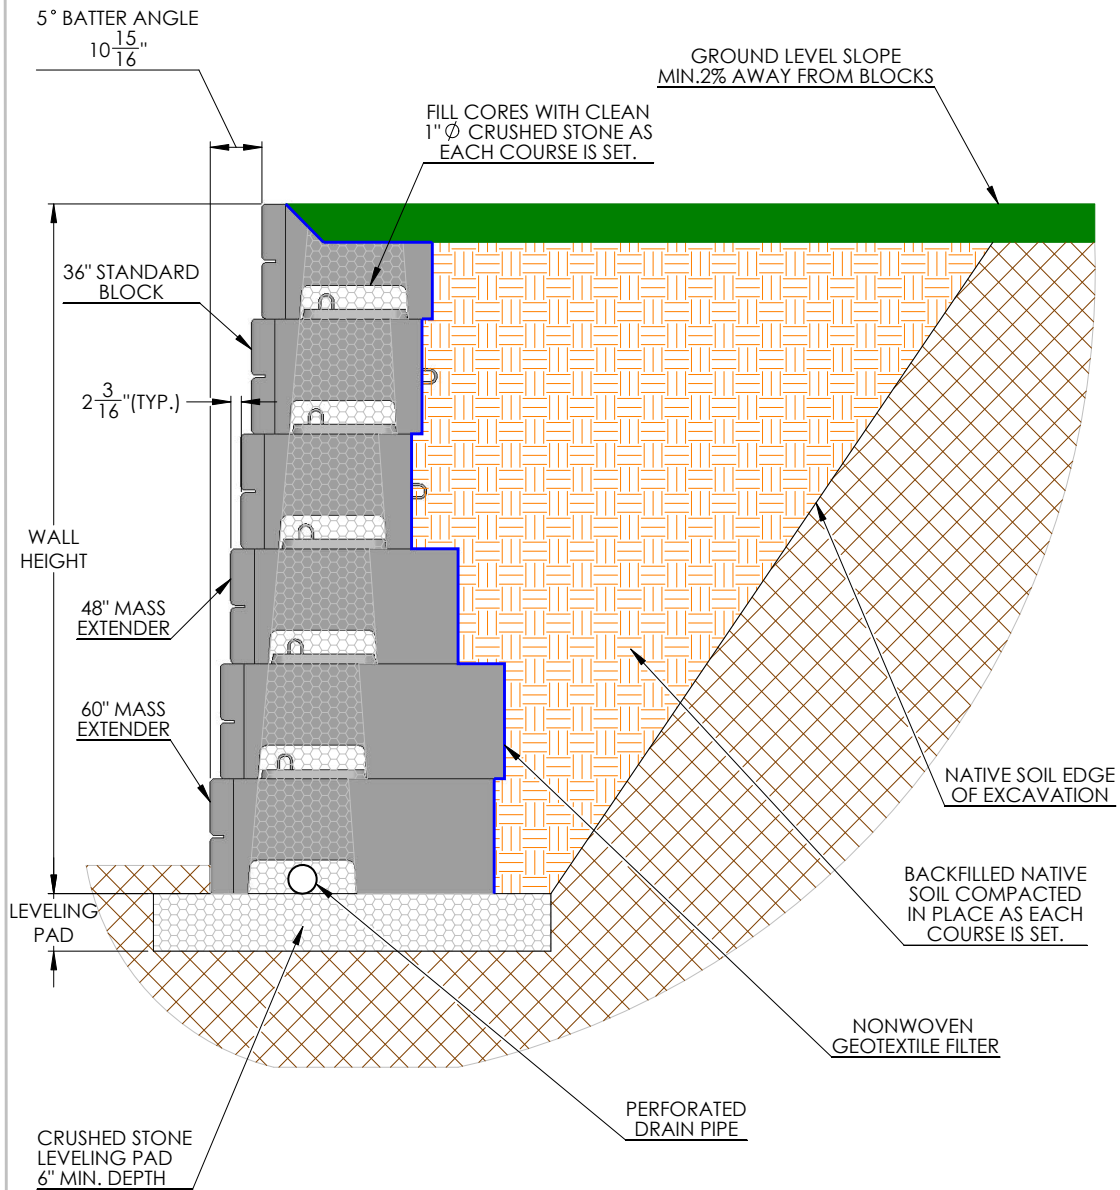 5° BATTER ANGLE
10 15/16"
GROUND LEVEL SLOPE
MIN.2% AWAY FROM BLOCKS
FILL CORES WITH CLEAN
1"Ø CRUSHED STONE AS
EACH COURSE IS SET.
36" STANDARD
BLOCK
2 3/16"(TYP.)
WALL
HEIGHT
48" MASS
EXTENDER
60" MASS
EXTENDER
NATIVE SOIL EDGE
OF EXCAVATION
BACKFILLED NATIVE
SOIL COMPACTED
IN PLACE AS EACH
COURSE IS SET.
LEVELING
PAD
NONWOVEN
GEOTEXTILE FILTER
PERFORATED
DRAIN PIPE
CRUSHED STONE
LEVELING PAD
6" MIN. DEPTH